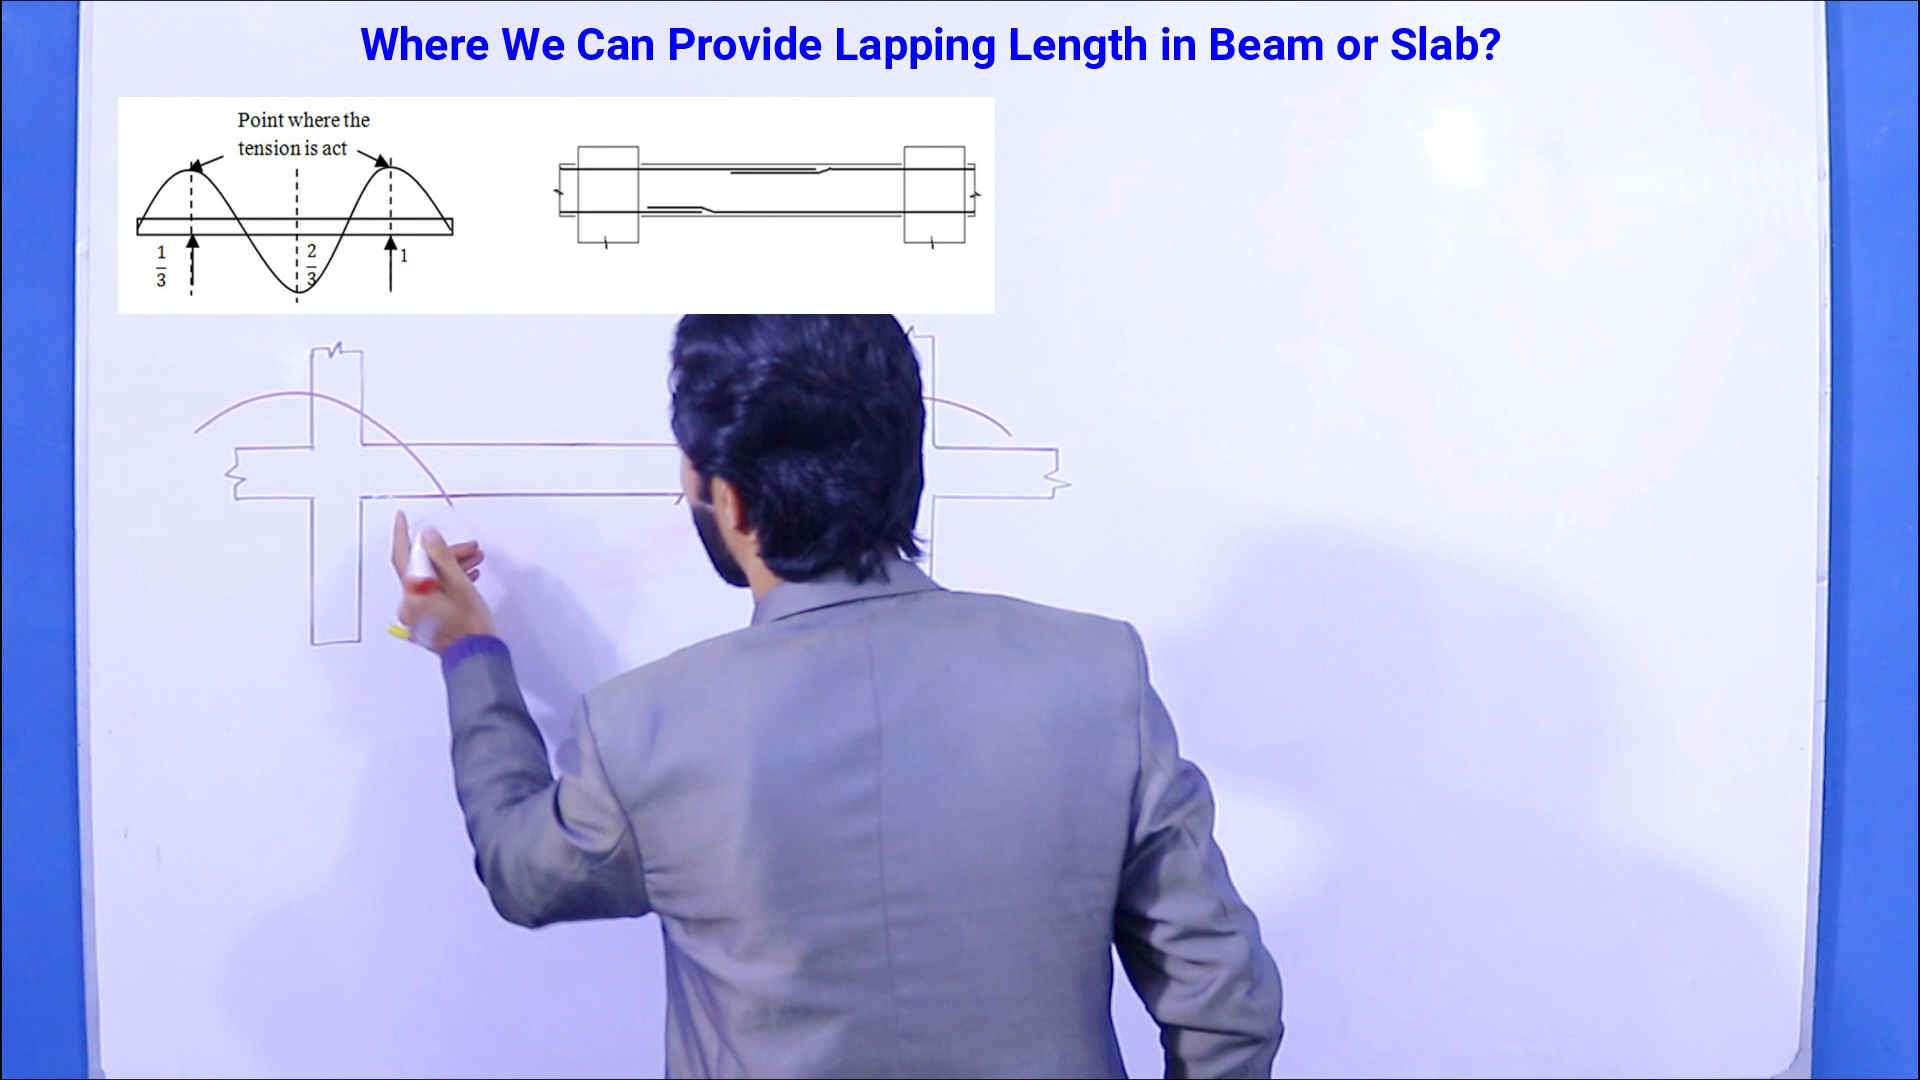 Where We Can Provide Lapping Length in Beam or Slab?
Point where the
tension is act
1
3
2
3
1